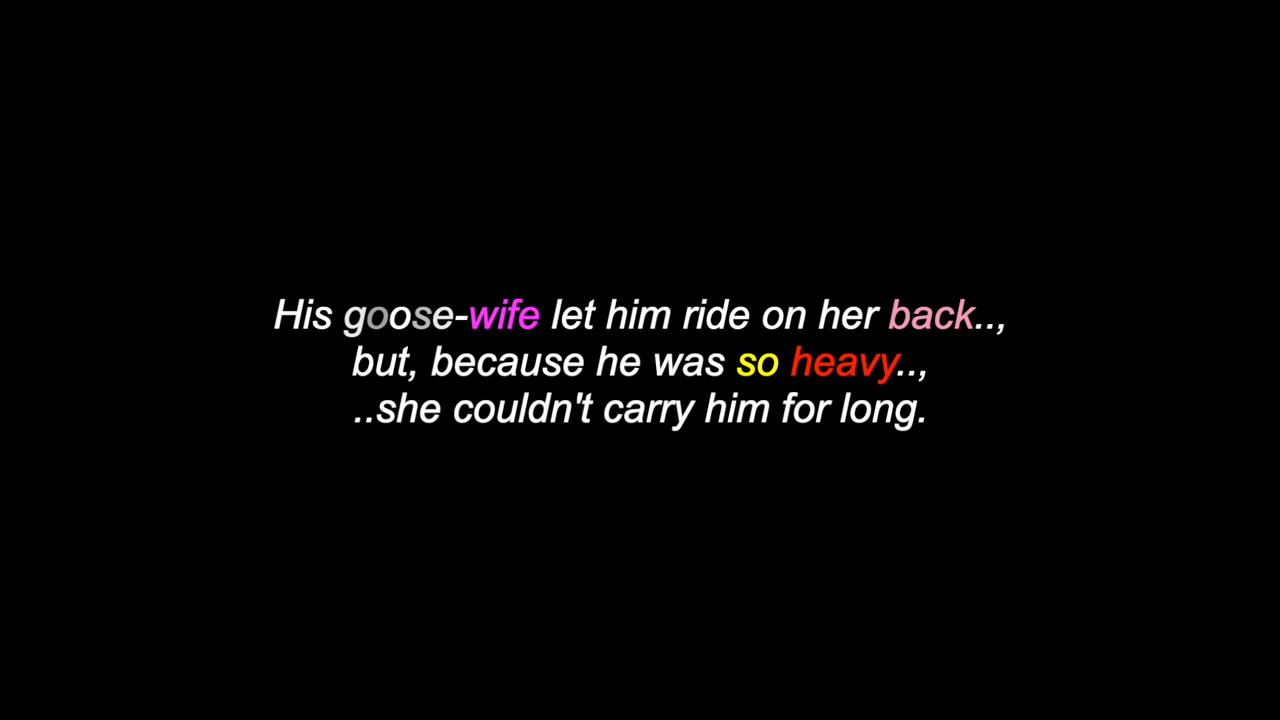 His goose-wife let him ride on her back..,
but, because he was so heavy..,
..she couldn't carry him for long.